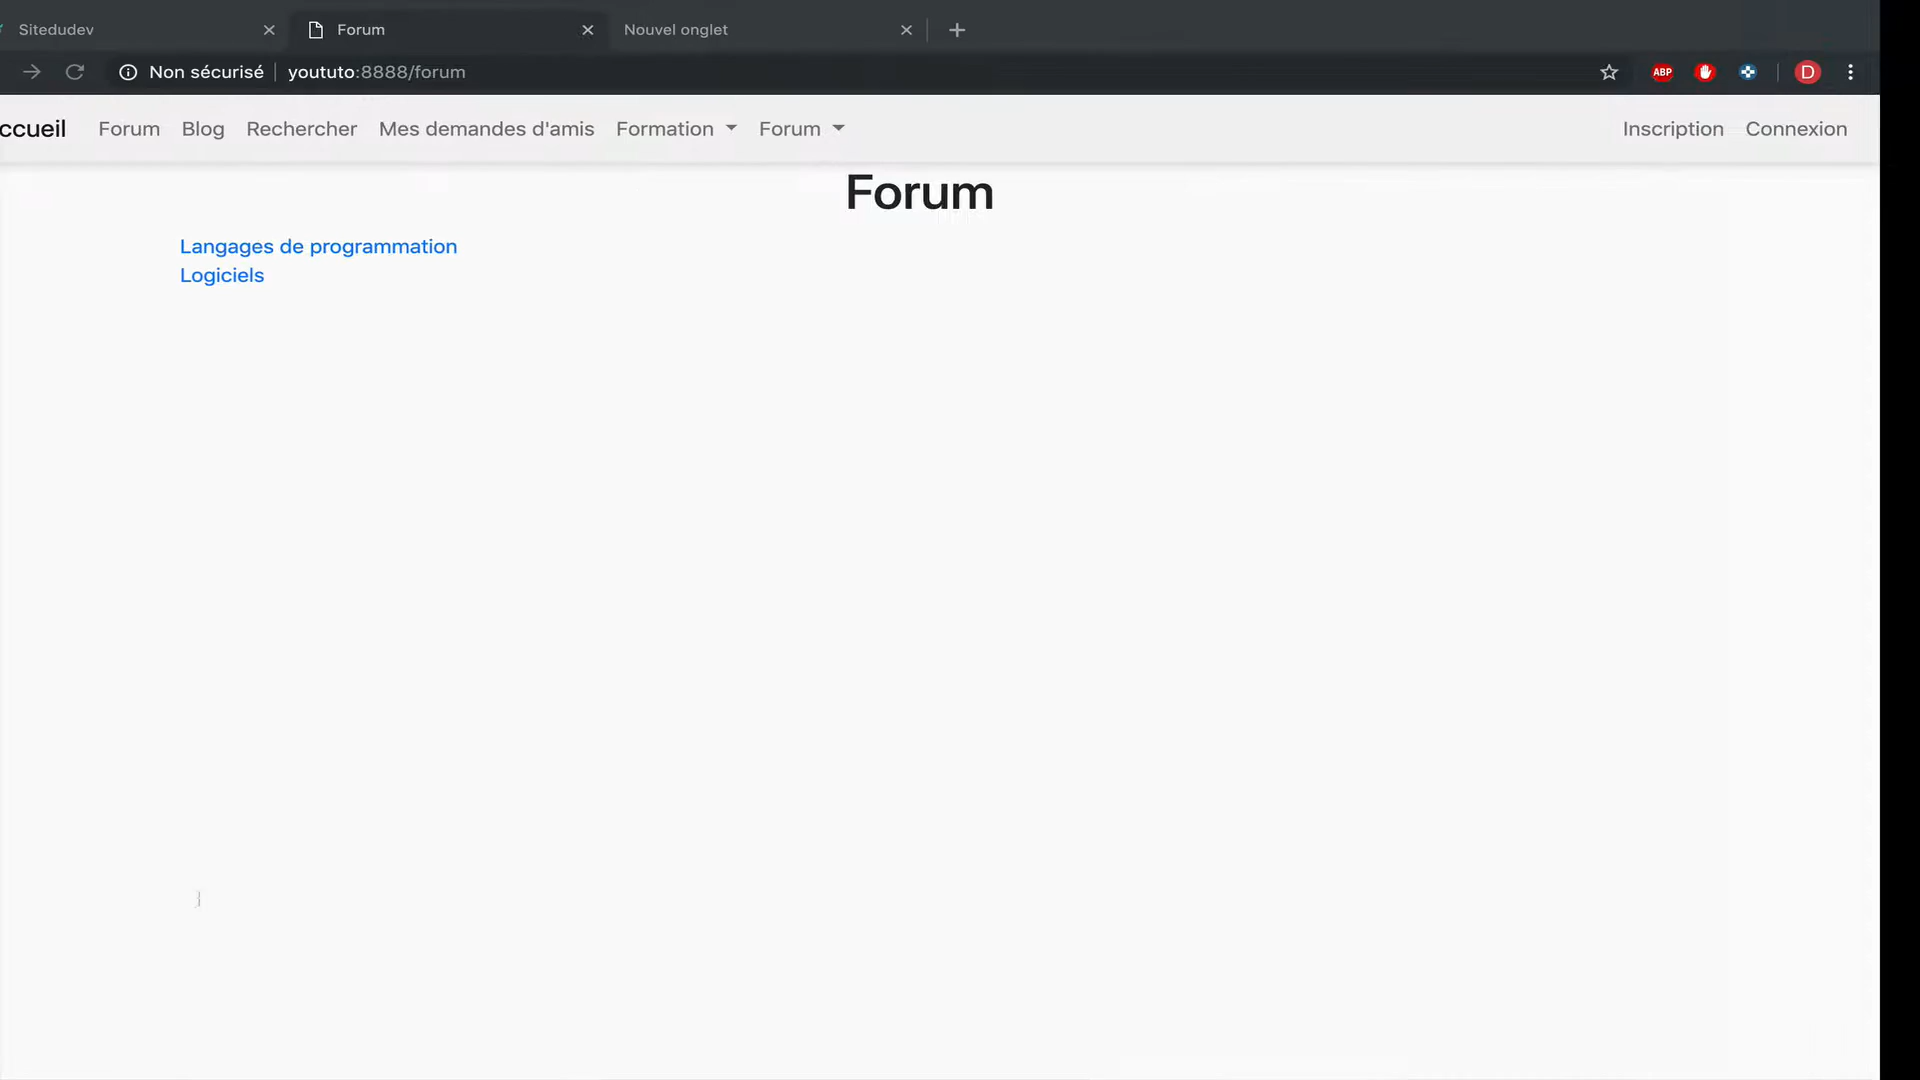 Sitedudev
Forum
Nouvel onglet
Non sécurisé
yoututo:8888/forum
ABP
D
ccueil
Forum
Blog
Rechercher
Mes demandes d'amis
Formation
Forum
Inscription
Connexion
Forum
Langages de programmation
Logiciels
}